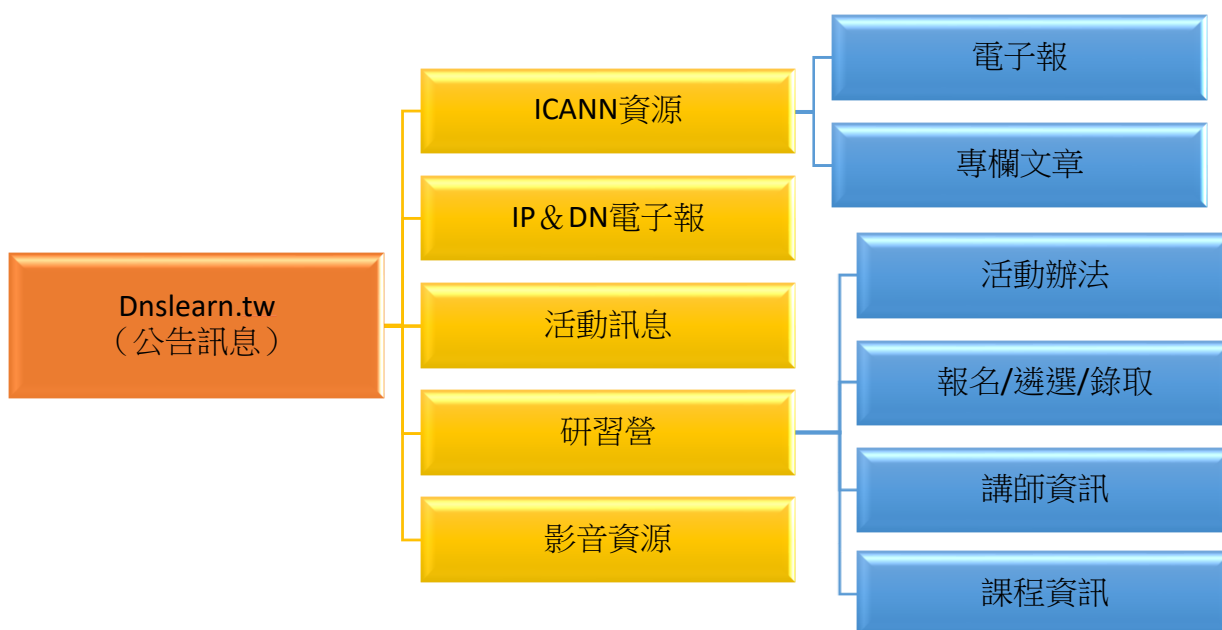 Dnslearn.tw
（公告訊息）
ICANN資源
電子報
專欄文章
IP＆DN電子報
活動訊息
研習營
活動辦法
報名/遴選/錄取
講師資訊
課程資訊
影音資源